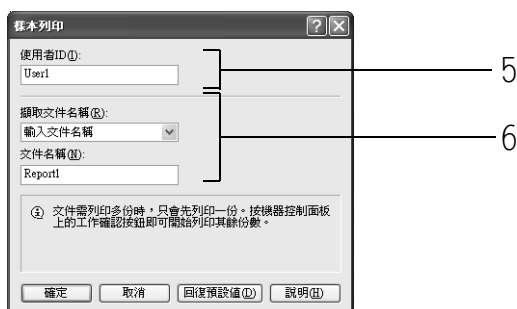 樣本列印
使用者ID(I):
User1
5
擷取文件名稱(R):
輸入文件名稱
6
文件名稱(N):
Report1
文件需列印多份時，只會先列印一份。按機器控制面板
上的工作確認按鈕即可開始列印其餘份數。
確定 取消 回復預設值(D) 說明(H)